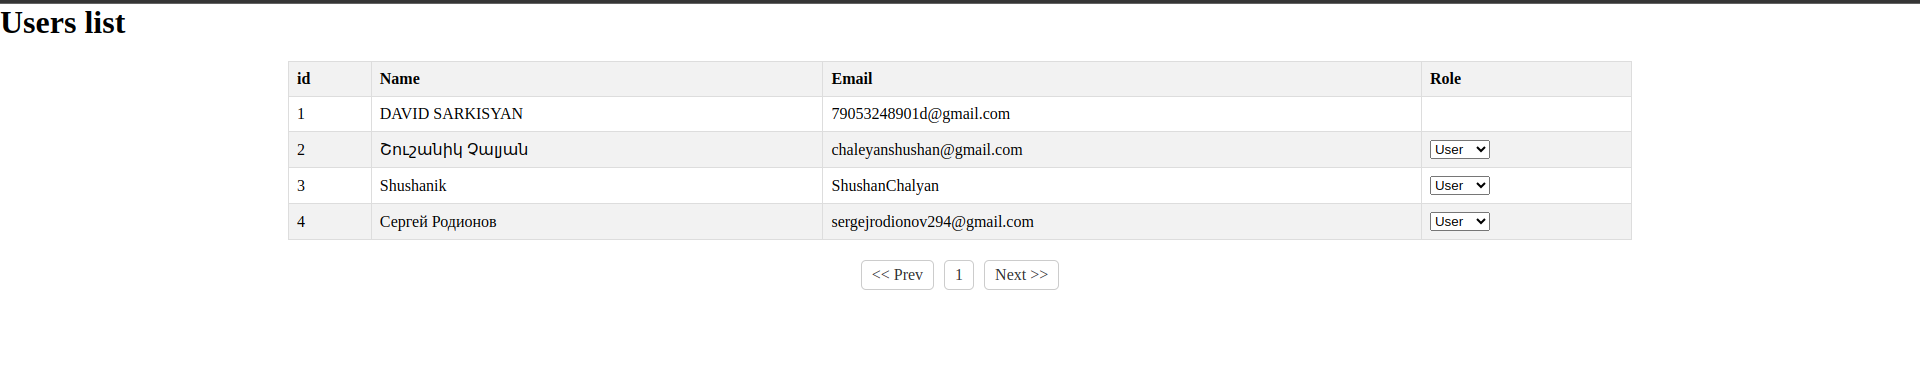 Users list
id Name Email Role
1 DAVID SARKISYAN 79053248901d@gmail.com
2 Շուշանիկ Չալյան chaleyanshushan@gmail.com User
3 Shushanik ShushanChalyan User
4 Сергей Родионов sergejrodionov294@gmail.com User
<< Prev 1 Next >>